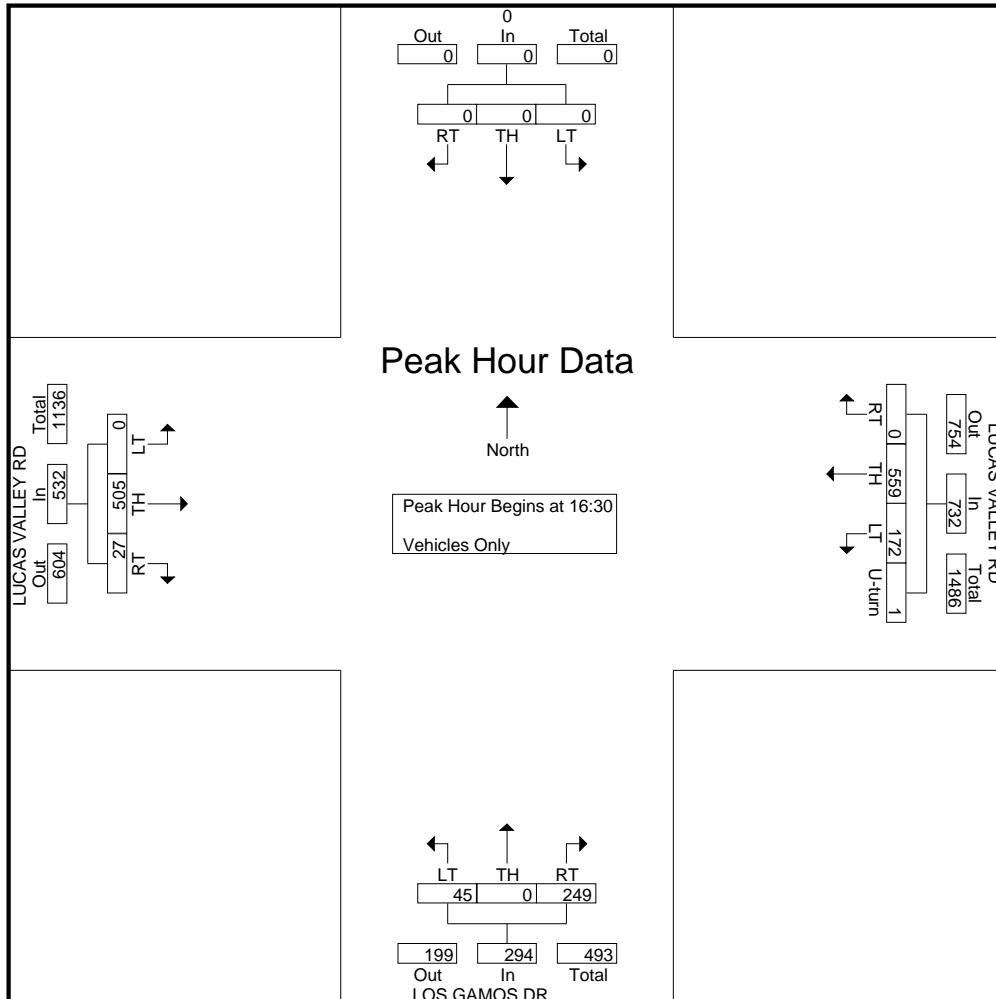 0
Out In Total
0 0 0
0 0 0
RT TH LT
Peak Hour Data
North
Peak Hour Begins at 16:30
Vehicles Only
LUCAS VALLEY RD
Total In Out
1136 532 604
0 505 27
LT TH RT
LUCAS VALLEY RD
Out In Total
754 732 1486
0 559 172 1
RT TH LT U-turn
LT TH RT
45 0 249
199 294 493
Out In Total
LOS GAMOS DR